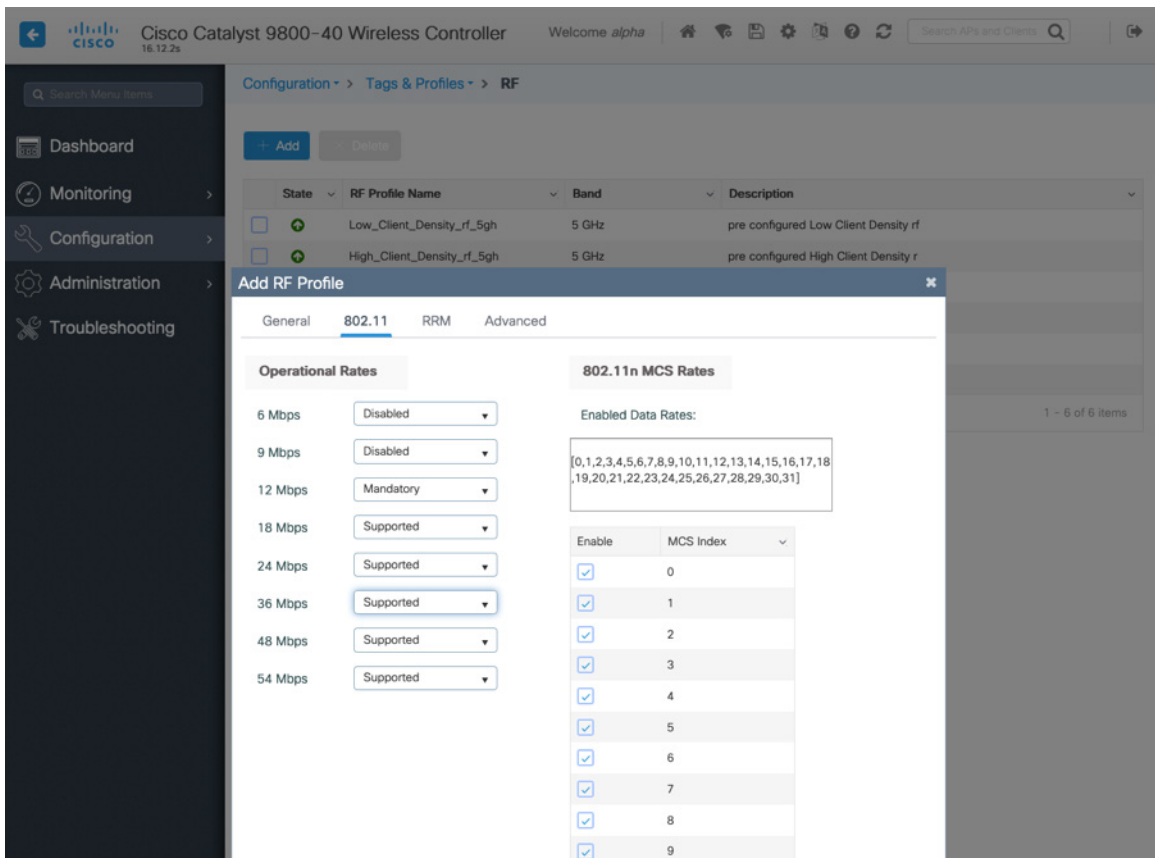 CISCO
Cisco Catalyst 9800-40 Wireless Controller
16.12.2s
Welcome alpha
Search APs and Clients
Search Menu Items
Dashboard
Monitoring
Configuration
Administration
Troubleshooting
Configuration > Tags & Profiles > RF
+ Add
× Delete
State RF Profile Name Band Description
Low_Client_Density_rf_5gh 5 GHz pre configured Low Client Density rf
High_Client_Density_rf_5gh 5 GHz pre configured High Client Density r
1 - 6 of 6 items
Add RF Profile
General 802.11 RRM Advanced
Operational Rates
6 Mbps Disabled
9 Mbps Disabled
12 Mbps Mandatory
18 Mbps Supported
24 Mbps Supported
36 Mbps Supported
48 Mbps Supported
54 Mbps Supported
802.11n MCS Rates
Enabled Data Rates:
[0,1,2,3,4,5,6,7,8,9,10,11,12,13,14,15,16,17,18
,19,20,21,22,23,24,25,26,27,28,29,30,31]
Enable MCS Index
0
1
2
3
4
5
6
7
8
9